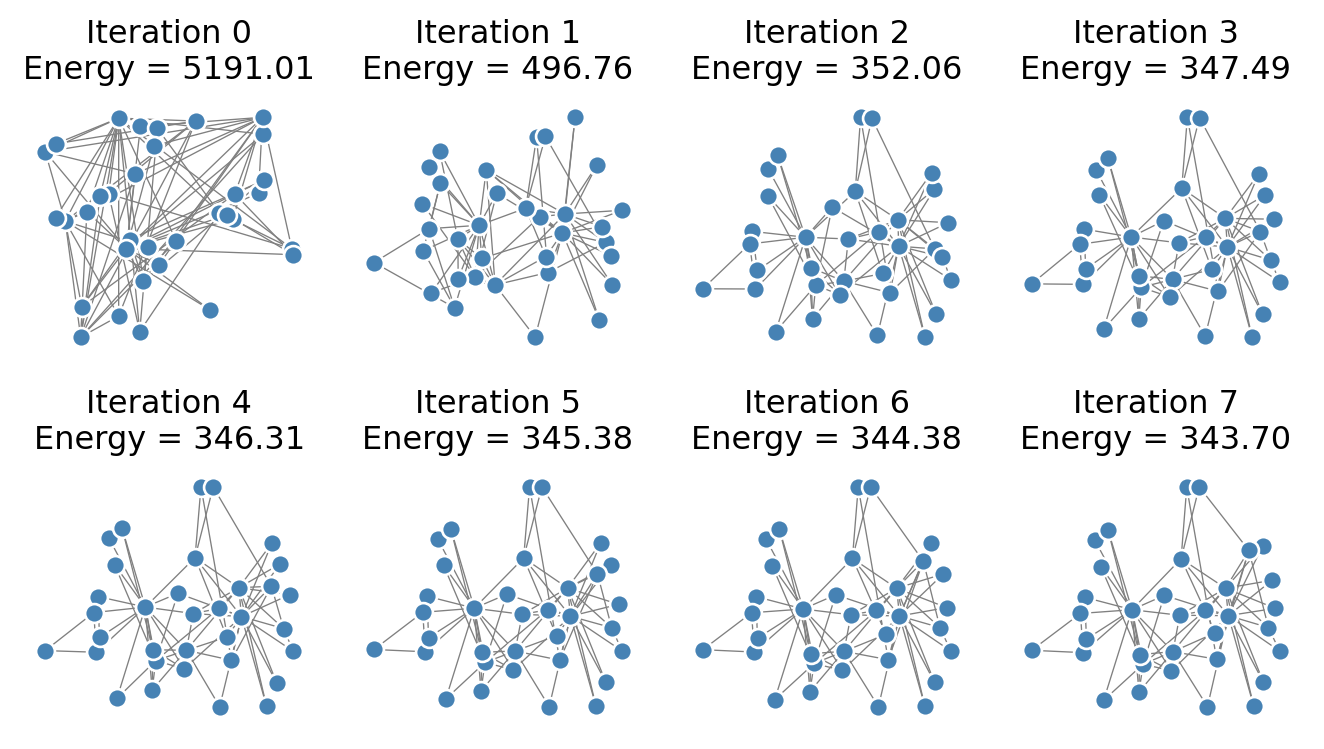 Iteration 0
Energy = 5191.01
Iteration 1
Energy = 496.76
Iteration 2
Energy = 352.06
Iteration 3
Energy = 347.49
Iteration 4
Energy = 346.31
Iteration 5
Energy = 345.38
Iteration 6
Energy = 344.38
Iteration 7
Energy = 343.70